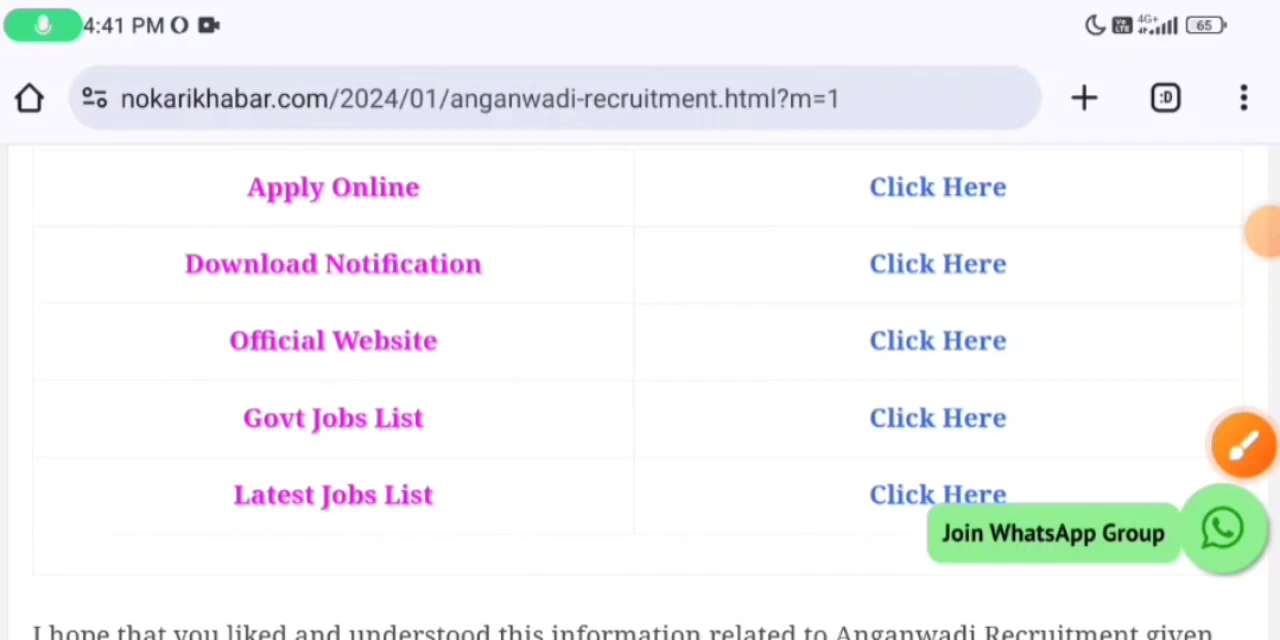 4:41 PM
4G+
65
nokarikhabar.com/2024/01/anganwadi-recruitment.html?m=1
:D
Apply Online Click Here
Download Notification Click Here
Official Website Click Here
Govt Jobs List Click Here
Latest Jobs List Click Here
Join WhatsApp Group
I hope that you liked and understood this information related to Anganwadi Recruitment given